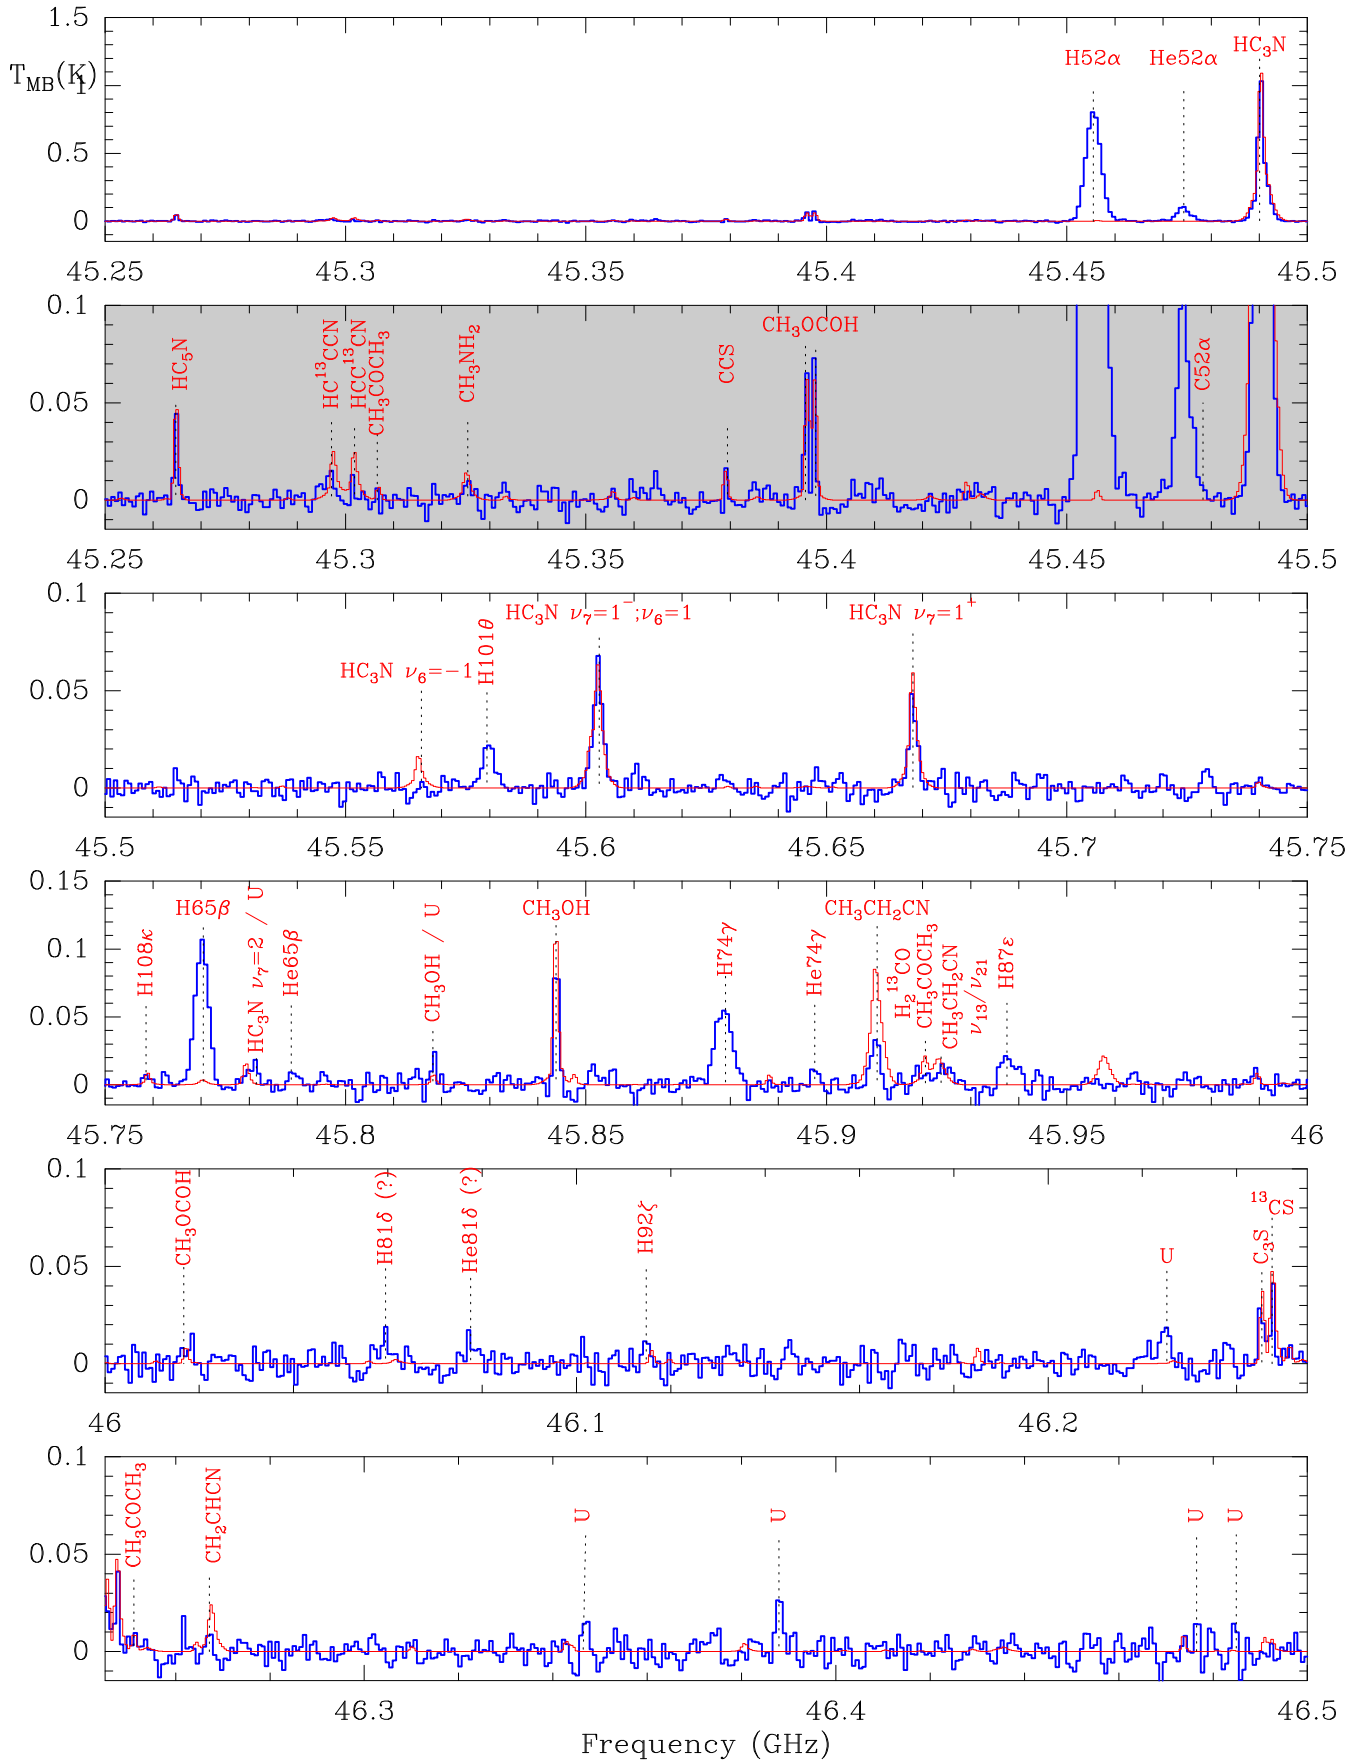 1.5
T_MB(K)
1
0.5
0
H52α He52α HC₃N
45.25 45.3 45.35 45.4 45.45 45.5
0.1
0.05
0
HC₅N HC¹³CCN HCC¹³CN CH₃COCH₃ CH₃NH₂ CCS CH₃OCOH C52α
45.25 45.3 45.35 45.4 45.45 45.5
0.1
0.05
0
HC₃N ν₆=-1 H101θ HC₃N ν₇=1⁻;ν₆=1 HC₃N ν₇=1⁺
45.5 45.55 45.6 45.65 45.7 45.75
0.15
0.1
0.05
0
H108κ H65β HC₃N ν₇=2 / U He65β CH₃OH / U CH₃OH H74γ He74γ CH₃CH₂CN H₂¹³CO CH₃COCH₃ CH₃CH₂CN ν₁₃/ν₂₁ H87ε
45.75 45.8 45.85 45.9 45.95 46
0.1
0.05
0
CH₃OCOH H81δ (?) He81δ (?) H92ζ U C₃S ¹³CS
46 46.1 46.2
0.1
0.05
0
CH₃COCH₃ CH₂CHCN U U U U
46.3 46.4 46.5
Frequency (GHz)